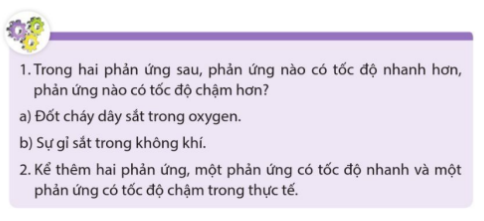 1. Trong hai phản ứng sau, phản ứng nào có tốc độ nhanh hơn,
phản ứng nào có tốc độ chậm hơn?
a) Đốt cháy dây sắt trong oxygen.
b) Sự gỉ sắt trong không khí.
2. Kể thêm hai phản ứng, một phản ứng có tốc độ nhanh và một
phản ứng có tốc độ chậm trong thực tế.